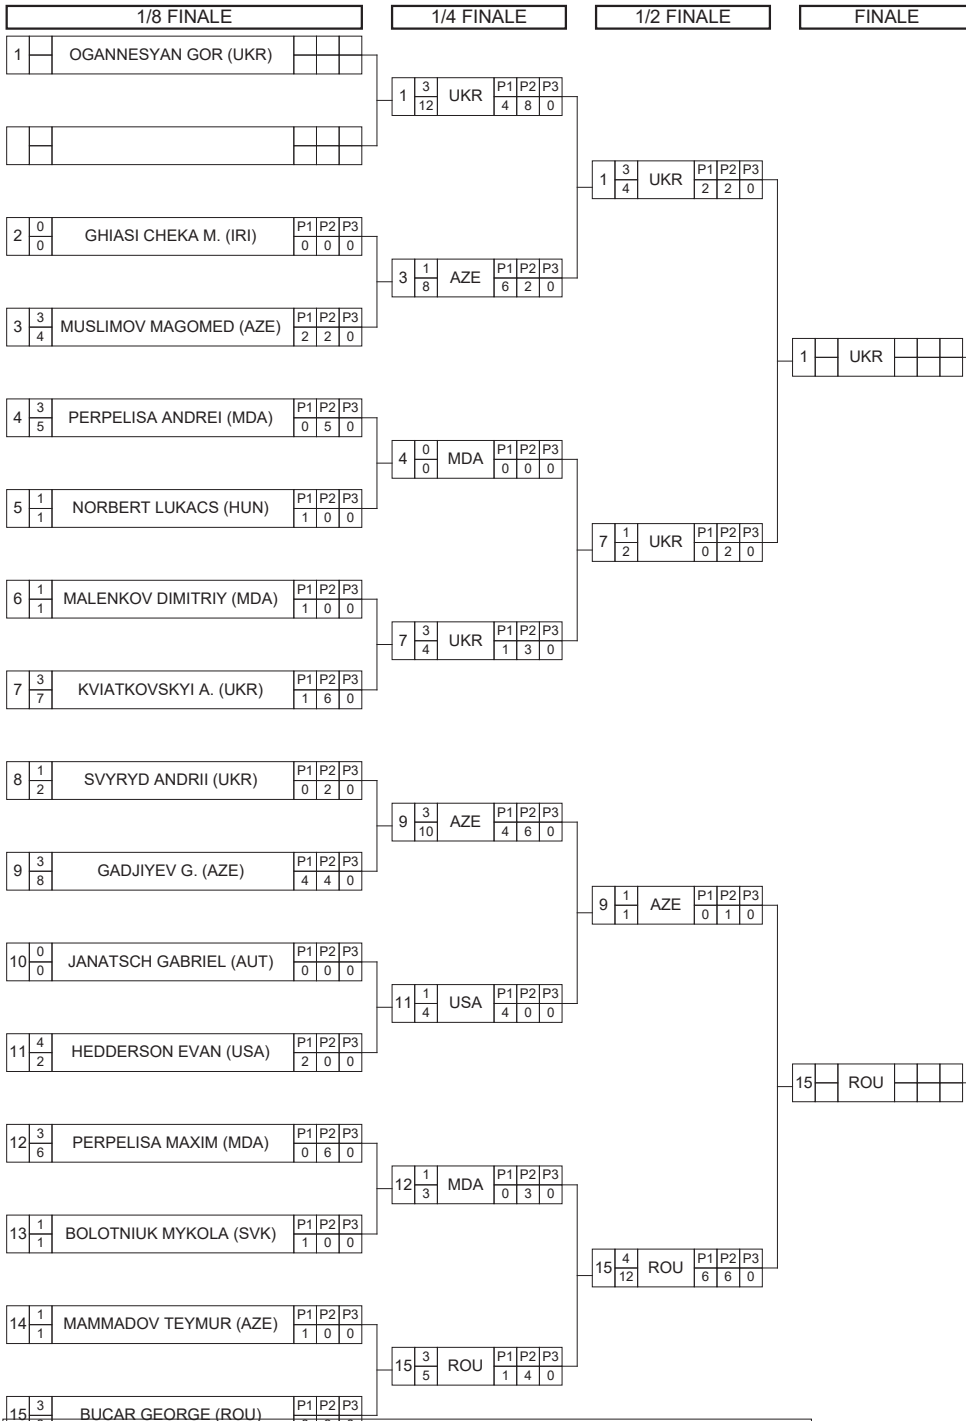 1/8 FINALE 1/4 FINALE 1/2 FINALE FINALE
1 OGANNESYAN GOR (UKR)
1 3 12 UKR P1 P2 P3 4 8 0
1 3 4 UKR P1 P2 P3 2 2 0
2 0 0 GHIASI CHEKA M. (IRI) P1 P2 P3 0 0 0
3 1 8 AZE P1 P2 P3 6 2 0
3 3 4 MUSLIMOV MAGOMED (AZE) P1 P2 P3 2 2 0
1 UKR
4 3 5 PERPELISA ANDREI (MDA) P1 P2 P3 0 5 0
4 0 0 MDA P1 P2 P3 0 0 0
5 1 1 NORBERT LUKACS (HUN) P1 P2 P3 1 0 0
7 1 2 UKR P1 P2 P3 0 2 0
6 1 1 MALENKOV DIMITRIY (MDA) P1 P2 P3 1 0 0
7 3 4 UKR P1 P2 P3 1 3 0
7 3 7 KVIATKOVSKYI A. (UKR) P1 P2 P3 1 6 0
8 1 2 SVYRYD ANDRII (UKR) P1 P2 P3 0 2 0
9 3 10 AZE P1 P2 P3 4 6 0
9 3 8 GADJIYEV G. (AZE) P1 P2 P3 4 4 0
9 1 1 AZE P1 P2 P3 0 1 0
10 0 0 JANATSCH GABRIEL (AUT) P1 P2 P3 0 0 0
11 1 4 USA P1 P2 P3 4 0 0
11 4 2 HEDDERSON EVAN (USA) P1 P2 P3 2 0 0
15 ROU
12 3 6 PERPELISA MAXIM (MDA) P1 P2 P3 0 6 0
12 1 3 MDA P1 P2 P3 0 3 0
13 1 1 BOLOTNIUK MYKOLA (SVK) P1 P2 P3 1 0 0
15 4 12 ROU P1 P2 P3 6 6 0
14 1 1 MAMMADOV TEYMUR (AZE) P1 P2 P3 1 0 0
15 3 5 ROU P1 P2 P3 1 4 0
15 3 BUCAR GEORGE (ROU) P1 P2 P3